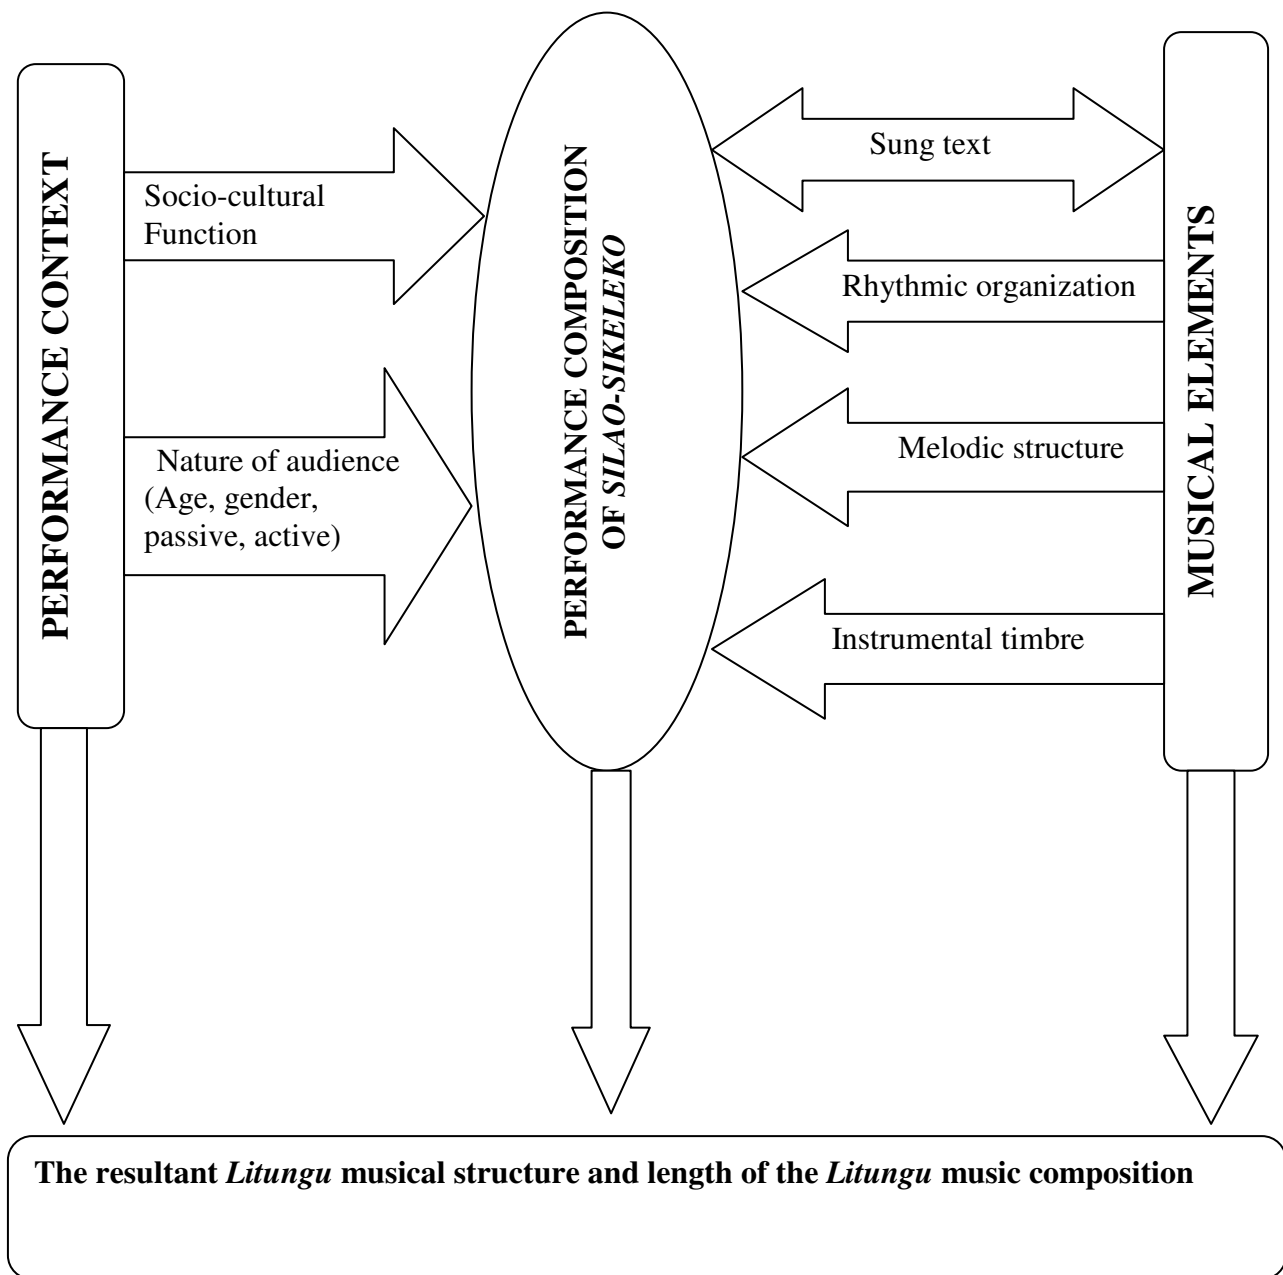 PERFORMANCE CONTEXT
Socio-cultural
Function
Nature of audience
(Age, gender,
passive, active)
PERFORMANCE COMPOSITION
OF SILAO-SIKELEKO
Sung text
Rhythmic organization
Melodic structure
Instrumental timbre
MUSICAL ELEMENTS
The resultant Litungu musical structure and length of the Litungu music composition